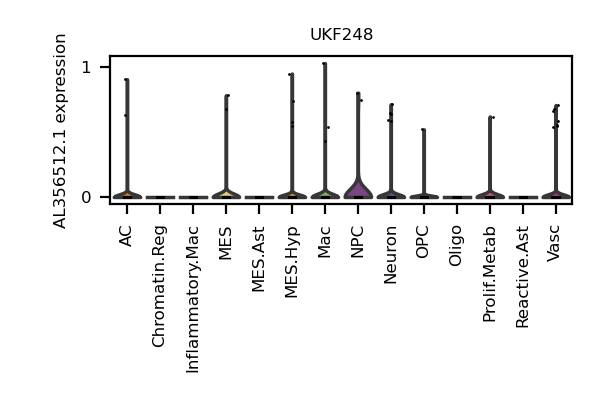 UKF248
AL356512.1 expression
1
0
AC
Chromatin.Reg
Inflammatory.Mac
MES
MES.Ast
MES.Hyp
Mac
NPC
Neuron
OPC
Oligo
Prolif.Metab
Reactive.Ast
Vasc